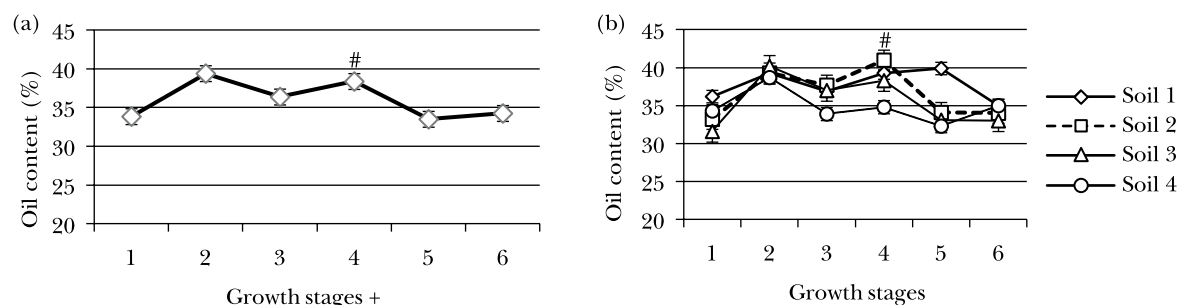 (a)
45
40
35
30
25
20
Oil content (%)
#
1 2 3 4 5 6
Growth stages +
(b)
45
40
35
30
25
20
Oil content (%)
#
1 2 3 4 5 6
Growth stages
Soil 1
Soil 2
Soil 3
Soil 4